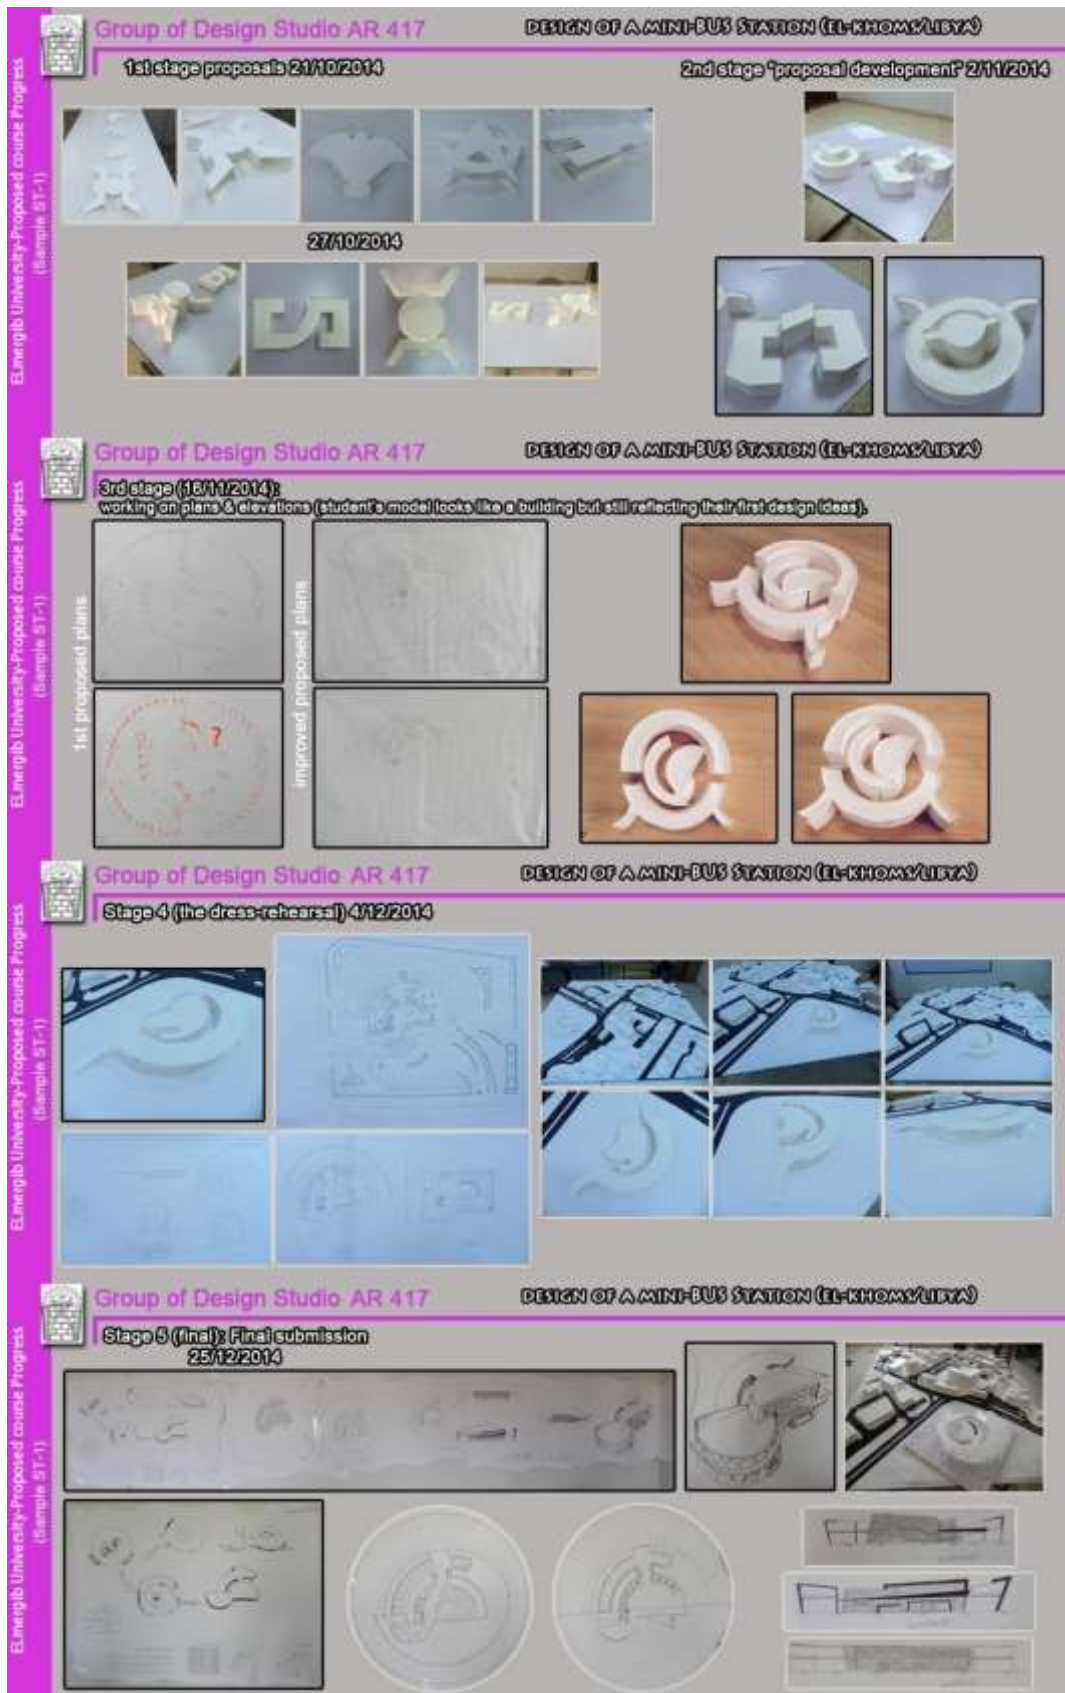 Group of Design Studio AR 417
DESIGN OF A MINI-BUS STATION (EL-KHOMS/LIBYA)
1st stage proposals 21/10/2014
2nd stage "proposal development" 2/11/2014
27/10/2014
ELmergib University-Proposed course Progress
(Sample ST-1)
Group of Design Studio AR 417
DESIGN OF A MINI-BUS STATION (EL-KHOMS/LIBYA)
3rd stage (16/11/2014):
working on plans & elevations (student's model looks like a building but still reflecting their first design ideas).
1st proposed plans
improved proposed plans
?
ELmergib University-Proposed course Progress
(Sample ST-1)
Group of Design Studio AR 417
DESIGN OF A MINI-BUS STATION (EL-KHOMS/LIBYA)
Stage 4 (the dress-rehearsal) 4/12/2014
ELmergib University-Proposed course Progress
(Sample ST-1)
Group of Design Studio AR 417
DESIGN OF A MINI-BUS STATION (EL-KHOMS/LIBYA)
Stage 5 (final): Final submission
25/12/2014
ELmergib University-Proposed course Progress
(Sample ST-1)